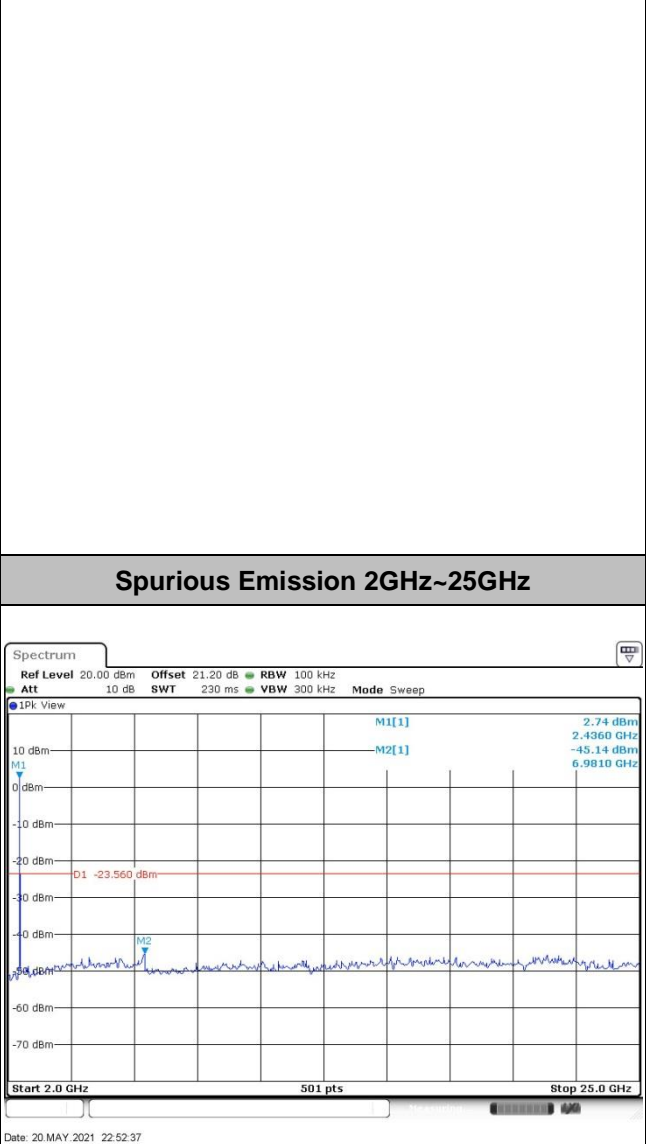 Spurious Emission 2GHz~25GHz
Spectrum
Ref Level 20.00 dBm Offset 21.20 dB RBW 100 kHz
Att 10 dB SWT 230 ms VBW 300 kHz Mode Sweep
1Pk View
M1[1] 2.74 dBm
2.4360 GHz
10 dBm M2[1] -45.14 dBm
M1 6.9810 GHz
0 dBm
-10 dBm
-20 dBm
D1 -23.560 dBm
-30 dBm
-40 dBm
M2
-50 dBm
-60 dBm
-70 dBm
Start 2.0 GHz 501 pts Stop 25.0 GHz
Date: 20.MAY.2021 22:52:37